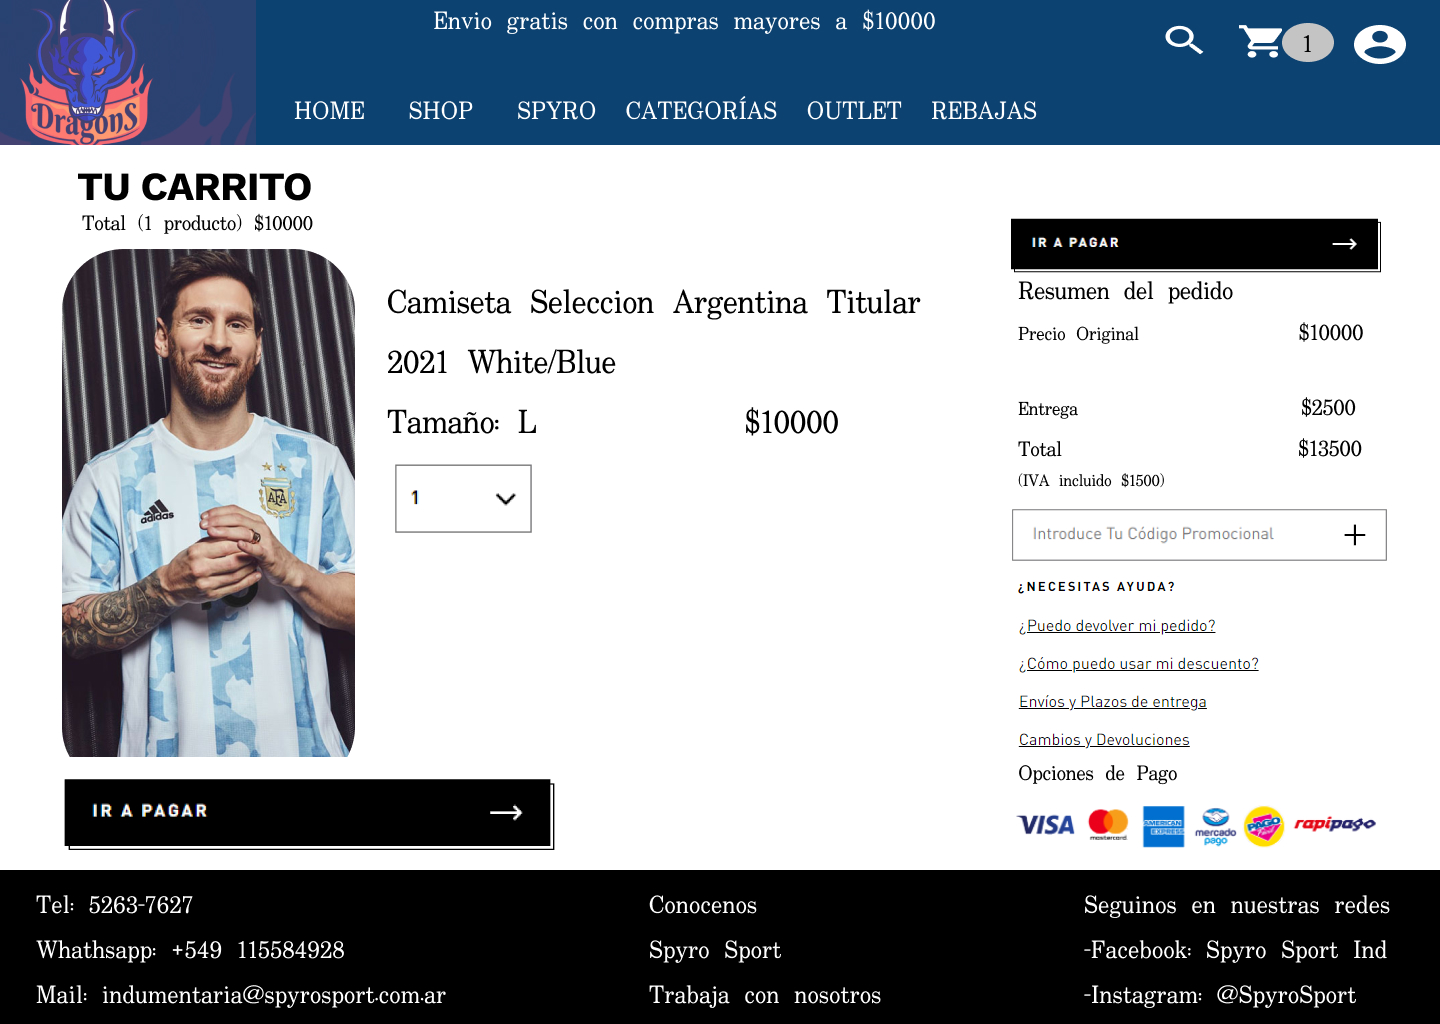 Envio gratis con compras mayores a $10000
1
Dragons
HOME SHOP SPYRO CATEGORÍAS OUTLET REBAJAS
TU CARRITO
Total (1 producto) $10000
adidas
AFA
Camiseta Seleccion Argentina Titular
2021 White/Blue
Tamaño: L $10000
1
IR A PAGAR
IR A PAGAR
Resumen del pedido
Precio Original $10000
Entrega $2500
Total $13500
(IVA incluido $1500)
Introduce Tu Código Promocional
¿NECESITAS AYUDA?
¿Puedo devolver mi pedido?
¿Cómo puedo usar mi descuento?
Envíos y Plazos de entrega
Cambios y Devoluciones
Opciones de Pago
VISA mastercard AMERICAN EXPRESS mercado pago PAGO fácil rapipago
Tel: 5263-7627
Whathsapp: +549 115584928
Mail: indumentaria@spyrosport.com.ar
Conocenos
Spyro Sport
Trabaja con nosotros
Seguinos en nuestras redes
-Facebook: Spyro Sport Ind
-Instagram: @SpyroSport